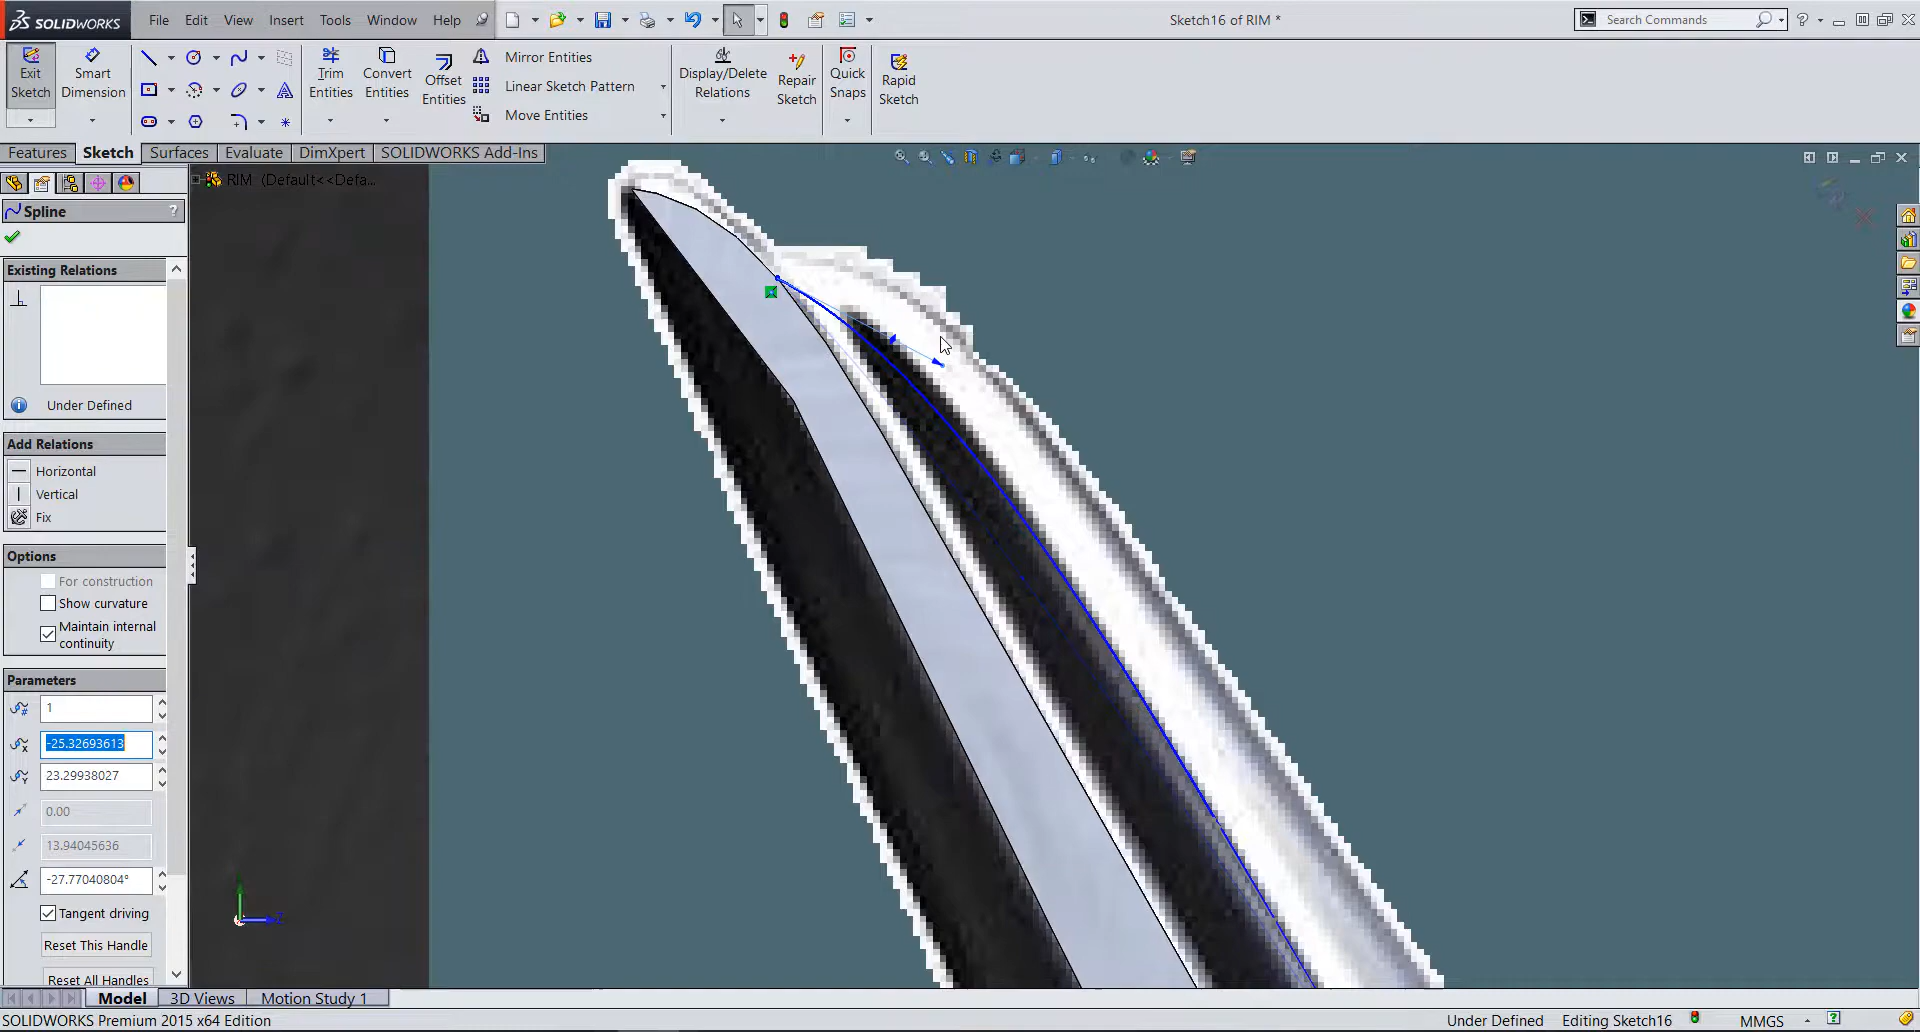 SOLIDWORKS
File Edit View Insert Tools Window Help
Sketch16 of RIM *
Search Commands
Exit Sketch
Smart Dimension
Trim Entities
Convert Entities
Offset Entities
Mirror Entities
Linear Sketch Pattern
Move Entities
Display/Delete Relations
Repair Sketch
Quick Snaps
Rapid Sketch
Features Sketch Surfaces Evaluate DimXpert SOLIDWORKS Add-Ins
RIM (Default<<Defa...
Spline ?
Existing Relations
Under Defined
Add Relations
Horizontal
Vertical
Fix
Options
For construction
Show curvature
Maintain internal
continuity
Parameters
1
-25.32693613
23.29938027
0.00
13.94045636
-27.77040804°
Tangent driving
Reset This Handle
Reset All Handles
Model 3D Views Motion Study 1
SOLIDWORKS Premium 2015 x64 Edition
Under Defined Editing Sketch16 MMGS